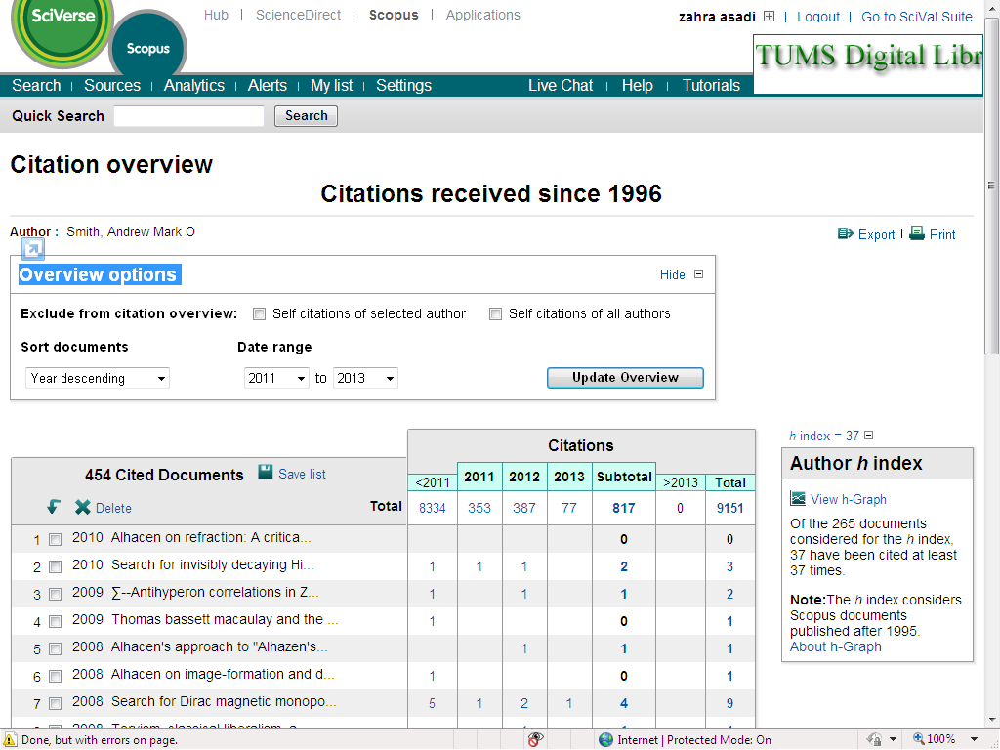 SciVerse
Scopus
Hub | ScienceDirect | Scopus | Applications
zahra asadi | Logout | Go to SciVal Suite
TUMS Digital Libr
Search | Sources | Analytics | Alerts | My list | Settings
Live Chat | Help | Tutorials
Quick Search Search
Citation overview
Citations received since 1996
Author : Smith, Andrew Mark O
Export | Print
Overview options
Hide
Exclude from citation overview: Self citations of selected author Self citations of all authors
Sort documents Date range
Year descending 2011 to 2013 Update Overview
Citations
454 Cited Documents Save list
<2011 2011 2012 2013 Subtotal >2013 Total
Delete Total 8334 353 387 77 817 0 9151
1 2010 Alhacen on refraction: A critica... 0 0
2 2010 Search for invisibly decaying Hi... 1 1 1 2 3
3 2009 ∑--Antihyperon correlations in Z... 1 1 1 2
4 2009 Thomas bassett macaulay and the ... 1 0 1
5 2008 Alhacen's approach to "Alhazen's... 1 1 1
6 2008 Alhacen on image-formation and d... 1 0 1
7 2008 Search for Dirac magnetic monopo... 5 1 2 1 4 9
h index = 37
Author h index
View h-Graph
Of the 265 documents
considered for the h index,
37 have been cited at least
37 times.
Note:The h index considers
Scopus documents
published after 1995.
About h-Graph
Done, but with errors on page.
Internet | Protected Mode: On
100%